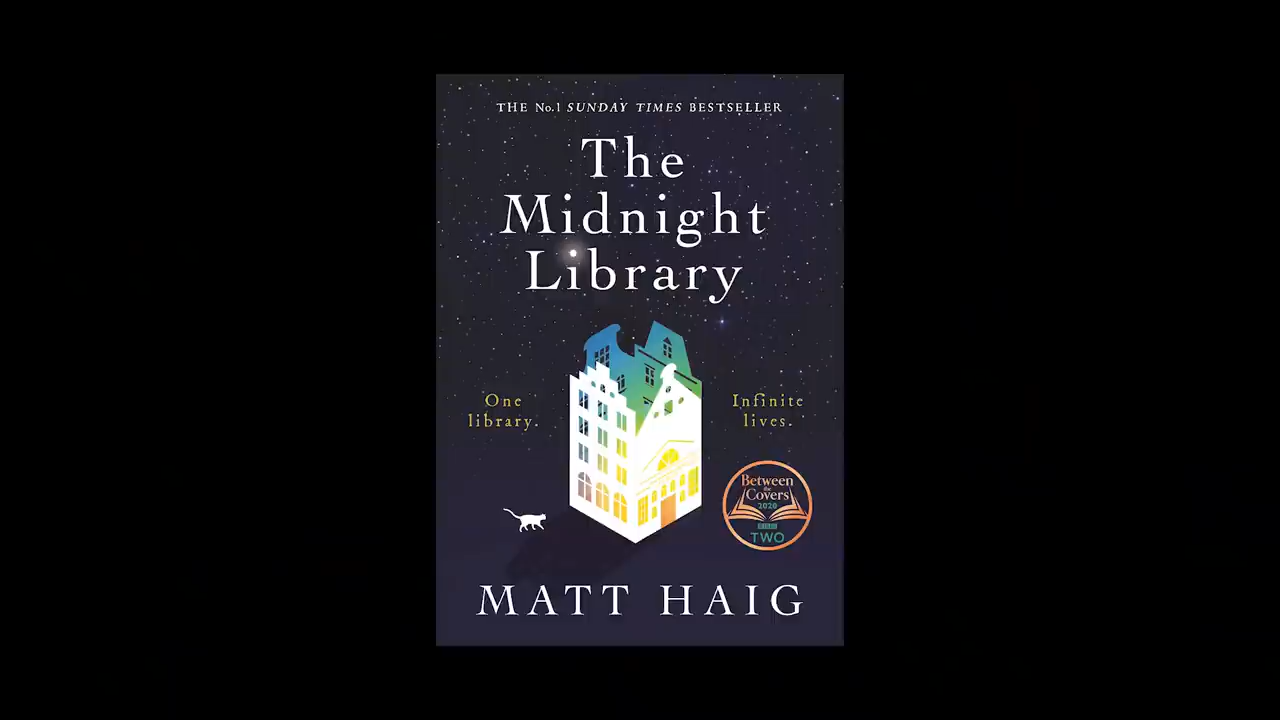 THE No.1 SUNDAY TIMES BESTSELLER
The
Midnight
Library
One
library.
Infinite
lives.
Between
the
Covers
2020
BBC
TWO
MATT HAIG